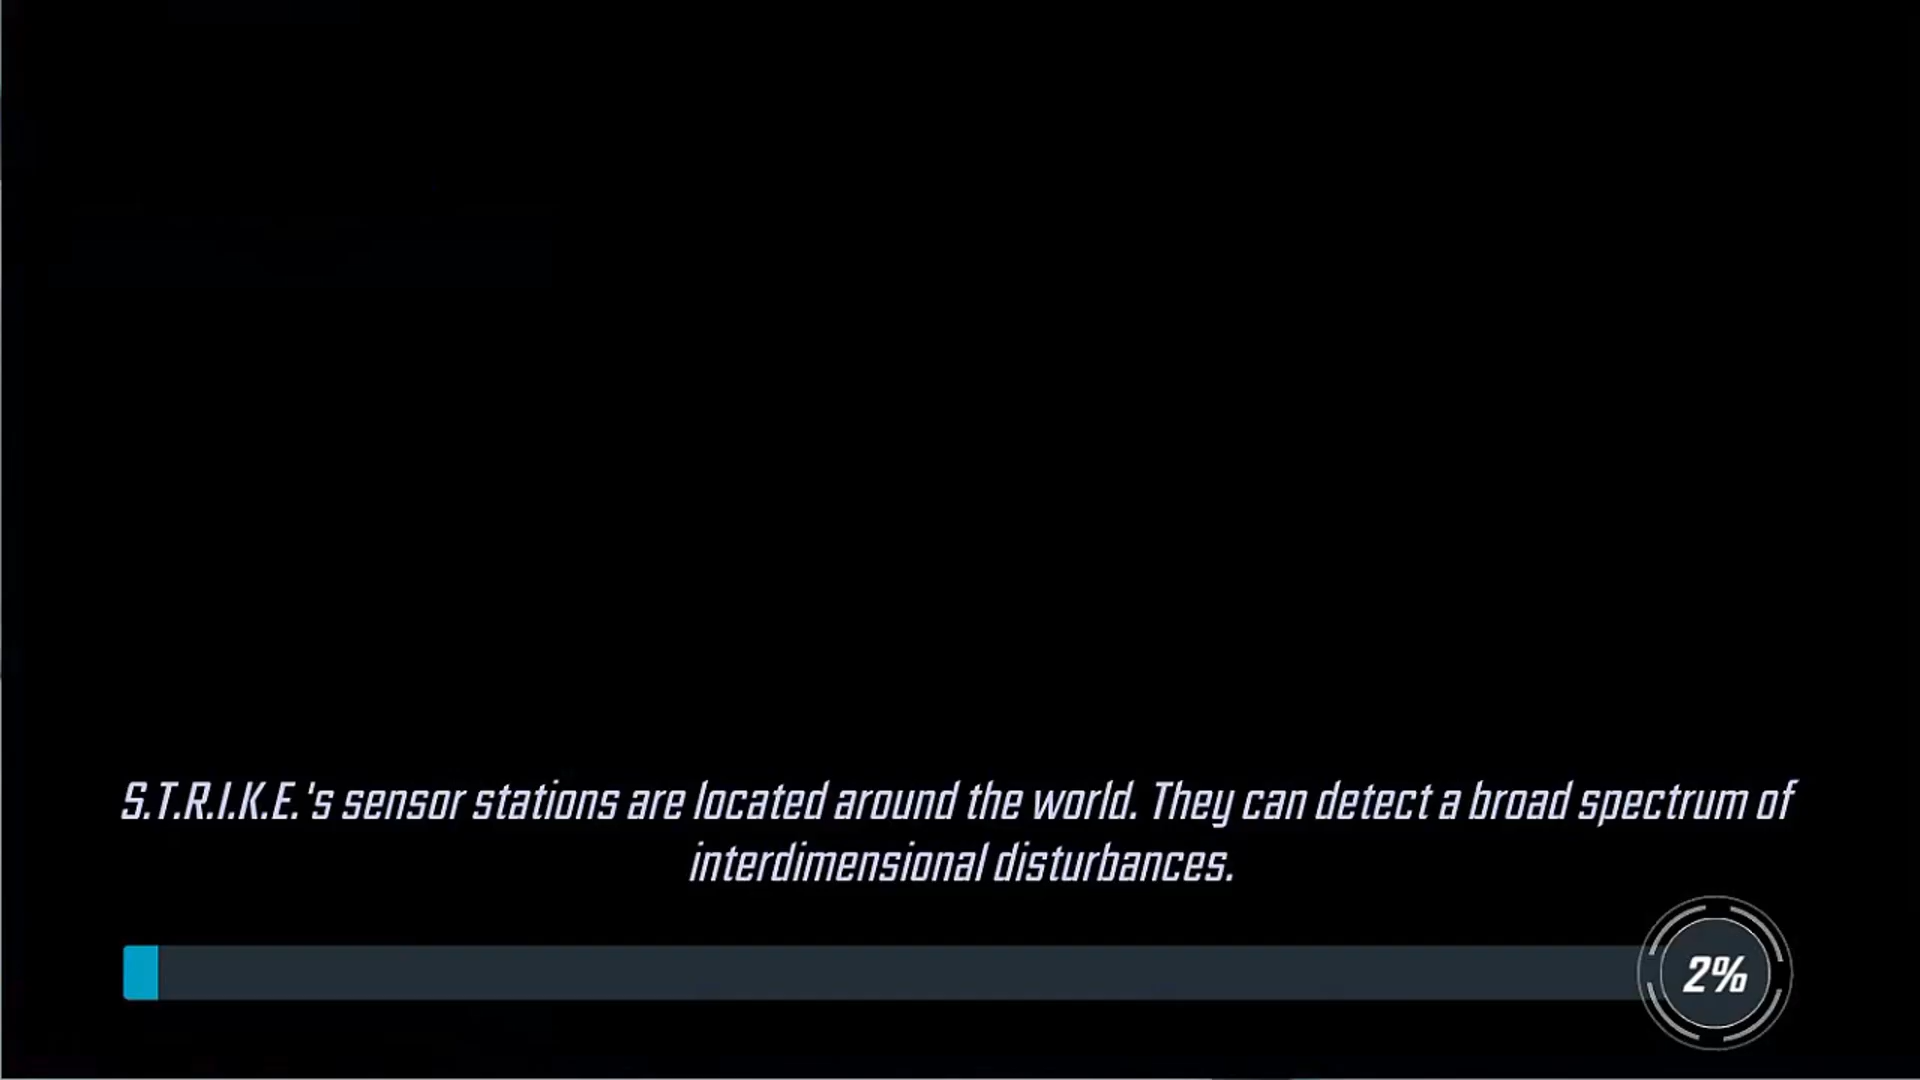 S.T.R.I.K.E.'s sensor stations are located around the world. They can detect a broad spectrum of
interdimensional disturbances.
2%